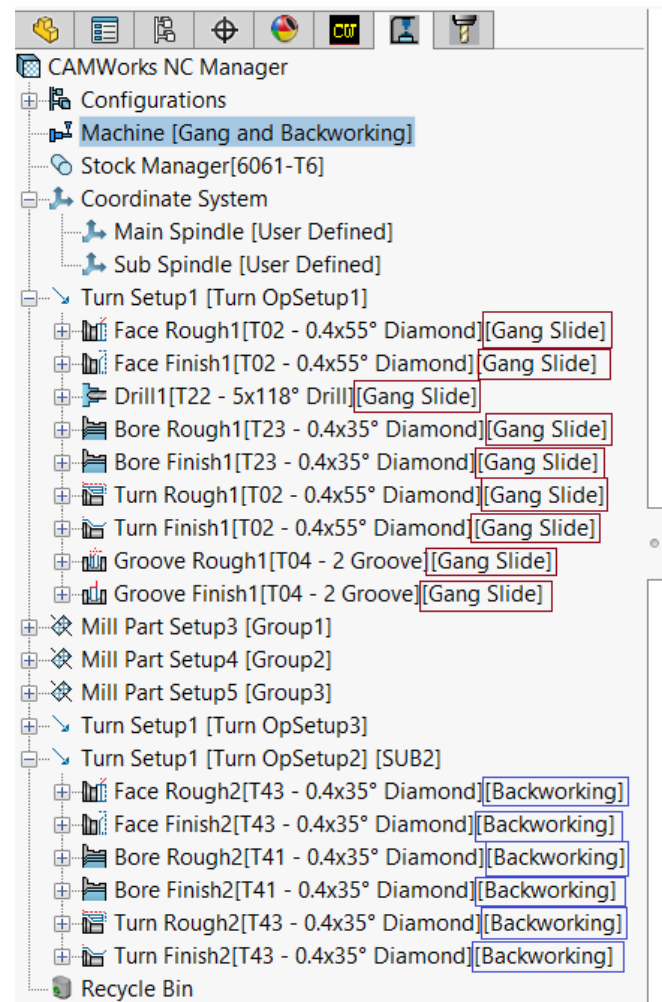 CW
CAMWorks NC Manager
Configurations
Machine [Gang and Backworking]
Stock Manager[6061-T6]
Coordinate System
Main Spindle [User Defined]
Sub Spindle [User Defined]
Turn Setup1 [Turn OpSetup1]
Face Rough1[T02 - 0.4x55° Diamond][Gang Slide]
Face Finish1[T02 - 0.4x55° Diamond][Gang Slide]
Drill1[T22 - 5x118° Drill][Gang Slide]
Bore Rough1[T23 - 0.4x35° Diamond][Gang Slide]
Bore Finish1[T23 - 0.4x35° Diamond][Gang Slide]
Turn Rough1[T02 - 0.4x55° Diamond][Gang Slide]
Turn Finish1[T02 - 0.4x55° Diamond][Gang Slide]
Groove Rough1[T04 - 2 Groove][Gang Slide]
Groove Finish1[T04 - 2 Groove][Gang Slide]
Mill Part Setup3 [Group1]
Mill Part Setup4 [Group2]
Mill Part Setup5 [Group3]
Turn Setup1 [Turn OpSetup3]
Turn Setup1 [Turn OpSetup2] [SUB2]
Face Rough2[T43 - 0.4x35° Diamond][Backworking]
Face Finish2[T43 - 0.4x35° Diamond][Backworking]
Bore Rough2[T41 - 0.4x35° Diamond][Backworking]
Bore Finish2[T41 - 0.4x35° Diamond][Backworking]
Turn Rough2[T43 - 0.4x35° Diamond][Backworking]
Turn Finish2[T43 - 0.4x35° Diamond][Backworking]
Recycle Bin